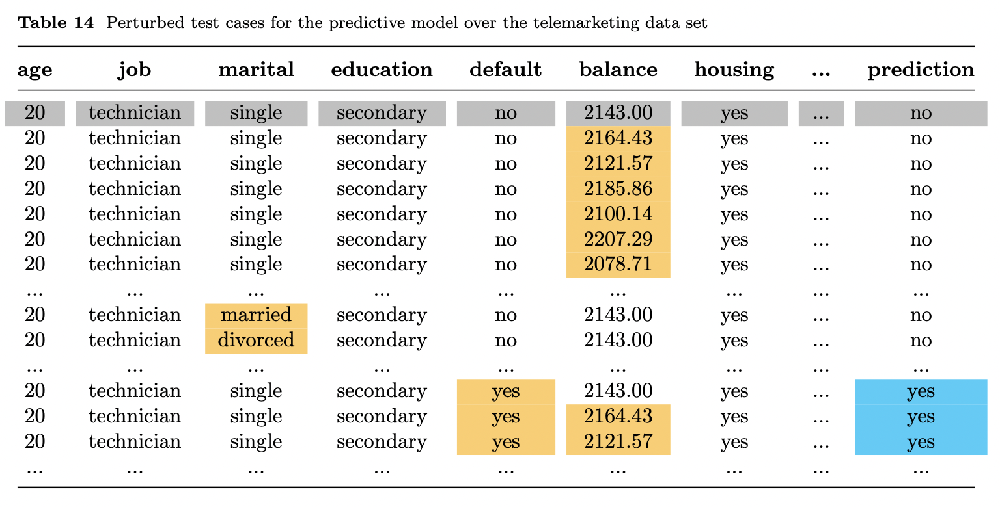 Table 14 Perturbed test cases for the predictive model over the telemarketing data set
age job marital education default balance housing ... prediction
20 technician single secondary no 2143.00 yes ... no
20 technician single secondary no 2164.43 yes ... no
20 technician single secondary no 2121.57 yes ... no
20 technician single secondary no 2185.86 yes ... no
20 technician single secondary no 2100.14 yes ... no
20 technician single secondary no 2207.29 yes ... no
20 technician single secondary no 2078.71 yes ... no
... ... ... ... ... ... ... ... ...
20 technician married secondary no 2143.00 yes ... no
20 technician divorced secondary no 2143.00 yes ... no
... ... ... ... ... ... ... ... ...
20 technician single secondary yes 2143.00 yes ... yes
20 technician single secondary yes 2164.43 yes ... yes
20 technician single secondary yes 2121.57 yes ... yes
... ... ... ... ... ... ... ... ...